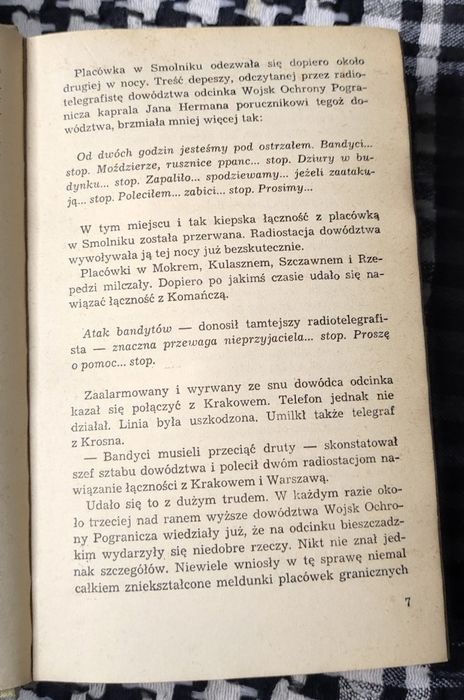 Placówka w Smolniku odezwała się dopiero około
drugiej w nocy. Treść depeszy, odczytanej przez radio-
telegrafistę dowództwa odcinka Wojsk Ochrony Pogra-
nicza kaprala Jana Hermana porucznikowi tegoż do-
wództwa, brzmiała mniej więcej tak:
Od dwóch godzin jesteśmy pod ostrzałem. Bandyci...
stop. Moździerze, rusznice ppanc... stop. Dziury w bu-
dynku... stop. Zapaliło... spodziewamy... jeżeli zaataku-
ją... stop. Poleciłem... zabici... stop. Prosimy...
W tym miejscu i tak kiepska łączność z placówką
w Smolniku została przerwana. Radiostacja dowództwa
wywoływała ją tej nocy już bezskutecznie.
Placówki w Mokrem, Kulasznem, Szczawnem i Rze-
pedzi milczały. Dopiero po jakimś czasie udało się na-
wiązać łączność z Komańczą.
Atak bandytów — donosił tamtejszy radiotelegrafi-
sta — znaczna przewaga nieprzyjaciela... stop. Proszę
o pomoc... stop.
Zaalarmowany i wyrwany ze snu dowódca odcinka
kazał się połączyć z Krakowem. Telefon jednak nie
działał. Linia była uszkodzona. Umilkł także telegraf
z Krosna.
— Bandyci musieli przeciąć druty — skonstatował
szef sztabu dowództwa i polecił dwóm radiostacjom na-
wiązanie łączności z Krakowem i Warszawą.
Udało się to z dużym trudem. W każdym razie oko-
ło trzeciej nad ranem wyższe dowództwa Wojsk Ochro-
ny Pogranicza wiedziały już, że na odcinku bieszczadz-
kim wydarzyły się niedobre rzeczy. Nikt nie znał jed-
nak szczegółów. Niewiele wniosły w tę sprawę niemal
całkiem zniekształcone meldunki placówek granicznych
7